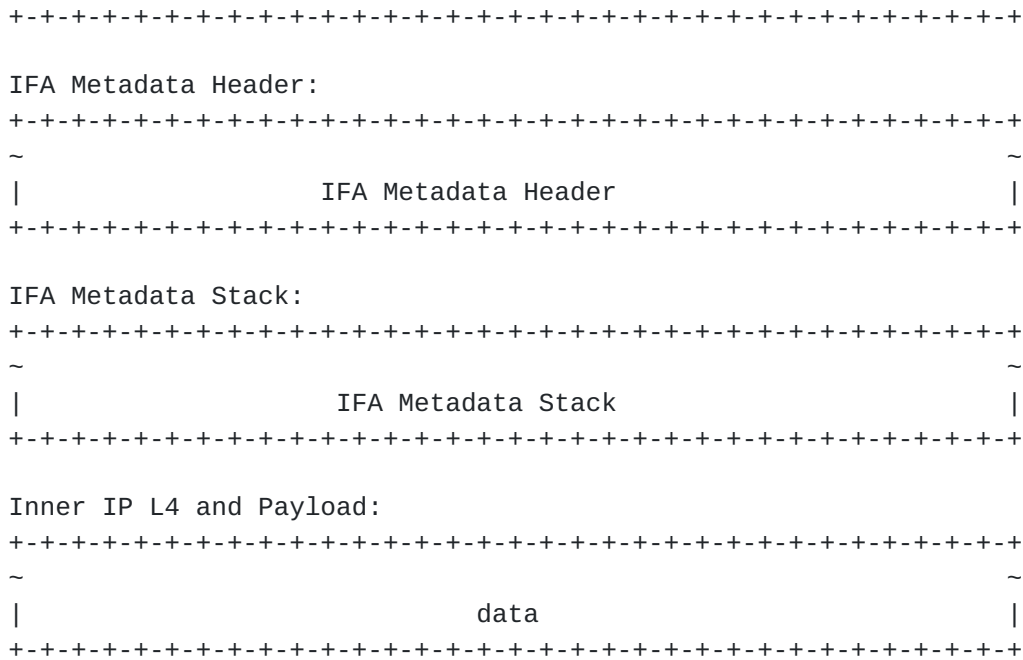 +-+-+-+-+-+-+-+-+-+-+-+-+-+-+-+-+-+-+-+-+-+-+-+-+-+-+-+-+-+-+-+-+
IFA Metadata Header:
+-+-+-+-+-+-+-+-+-+-+-+-+-+-+-+-+-+-+-+-+-+-+-+-+-+-+-+-+-+-+-+-+
~                                                               ~
|                   IFA Metadata Header                         |
+-+-+-+-+-+-+-+-+-+-+-+-+-+-+-+-+-+-+-+-+-+-+-+-+-+-+-+-+-+-+-+-+
IFA Metadata Stack:
+-+-+-+-+-+-+-+-+-+-+-+-+-+-+-+-+-+-+-+-+-+-+-+-+-+-+-+-+-+-+-+-+
~                                                               ~
|                    IFA Metadata Stack                         |
+-+-+-+-+-+-+-+-+-+-+-+-+-+-+-+-+-+-+-+-+-+-+-+-+-+-+-+-+-+-+-+-+
Inner IP L4 and Payload:
+-+-+-+-+-+-+-+-+-+-+-+-+-+-+-+-+-+-+-+-+-+-+-+-+-+-+-+-+-+-+-+-+
~                                                               ~
|                             data                              |
+-+-+-+-+-+-+-+-+-+-+-+-+-+-+-+-+-+-+-+-+-+-+-+-+-+-+-+-+-+-+-+-+